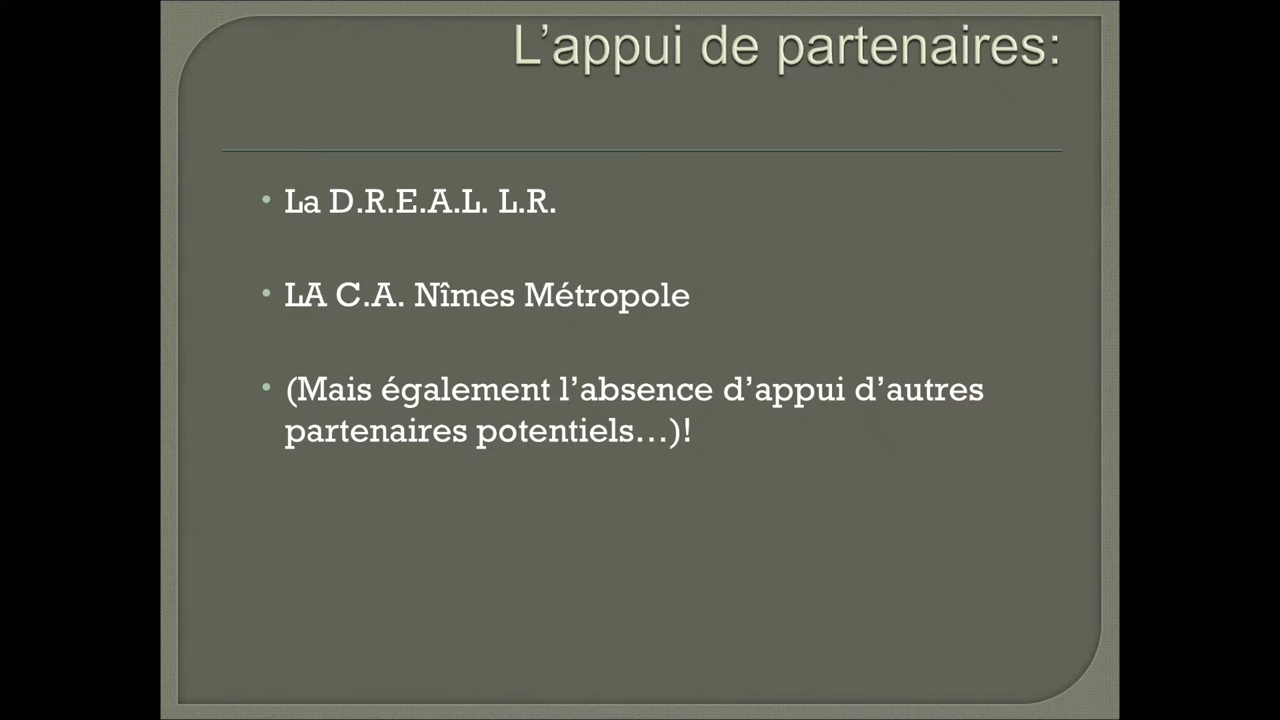 L’appui de partenaires:
• La D.R.E.A.L. L.R.
• LA C.A. Nîmes Métropole
• (Mais également l’absence d’appui d’autres
partenaires potentiels…)!